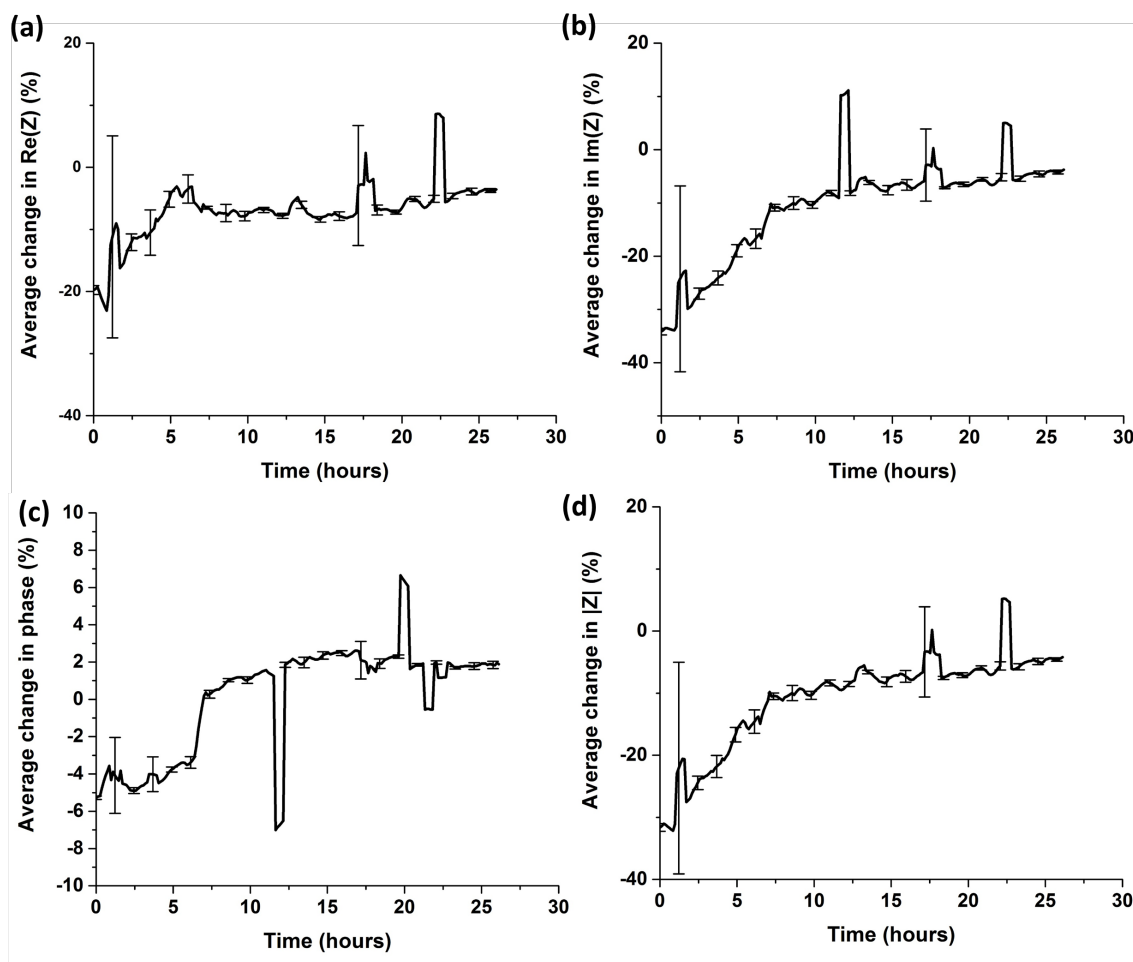 (a)
Average change in Re(Z) (%)
20
0
-20
-40
0 5 10 15 20 25 30
Time (hours)
(b)
Average change in Im(Z) (%)
20
0
-20
-40
0 5 10 15 20 25 30
Time (hours)
(c)
Average change in phase (%)
10
8
6
4
2
0
-2
-4
-6
-8
-10
0 5 10 15 20 25 30
Time (hours)
(d)
Average change in |Z| (%)
20
0
-20
-40
0 5 10 15 20 25 30
Time (hours)